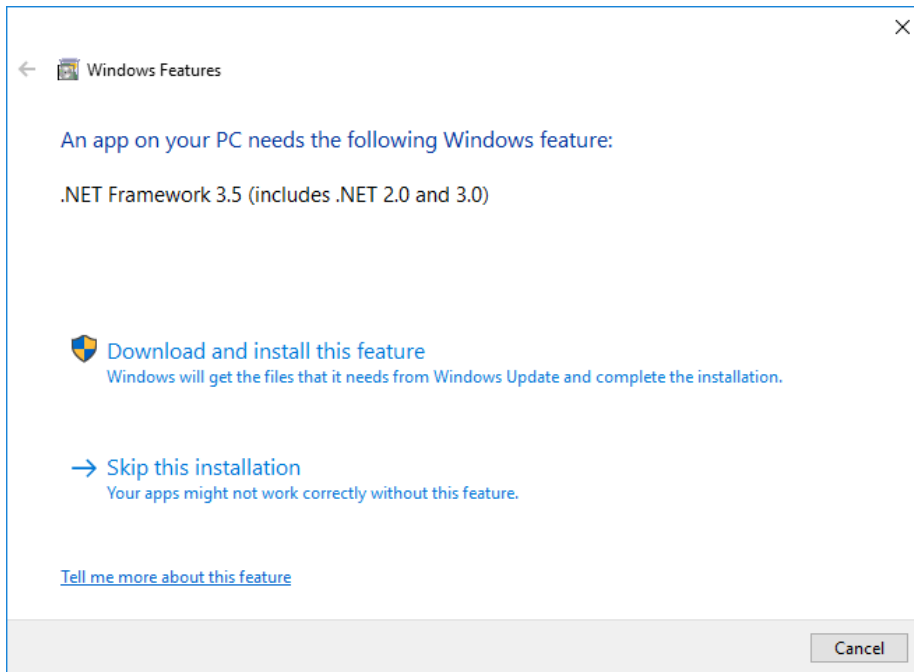 Windows Features
An app on your PC needs the following Windows feature:
.NET Framework 3.5 (includes .NET 2.0 and 3.0)
Download and install this feature
Windows will get the files that it needs from Windows Update and complete the installation.
Skip this installation
Your apps might not work correctly without this feature.
Tell me more about this feature
Cancel